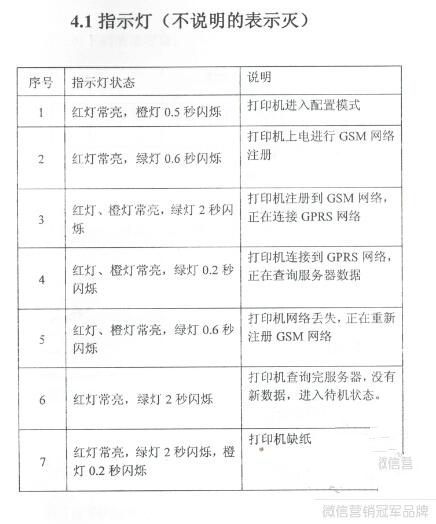 4.1 指示灯（不说明的表示灭）
序号 指示灯状态 说明
1 红灯常亮，橙灯 0.5 秒闪烁 打印机进入配置模式
2 红灯常亮，绿灯 0.6 秒闪烁 打印机上电进行 GSM 网络
注册
3 红灯、橙灯常亮，绿灯 2 秒闪
烁 打印机注册到 GSM 网络，
正在连接 GPRS 网络
4 红灯、橙灯常亮，绿灯 0.2 秒
闪烁 打印机连接到 GPRS 网络，
正在查询服务器数据
5 红灯、橙灯常亮，绿灯 0.6 秒
闪烁 打印机网络丢失，正在重新
注册 GSM 网络
6 红灯常亮，绿灯 2 秒闪烁 打印机查询完服务器，没有
新数据，进入待机状态。
7 红灯常亮，绿灯 2 秒闪烁，橙
灯 0.2 秒闪烁 打印机缺纸
微信营
微信营销冠军品牌